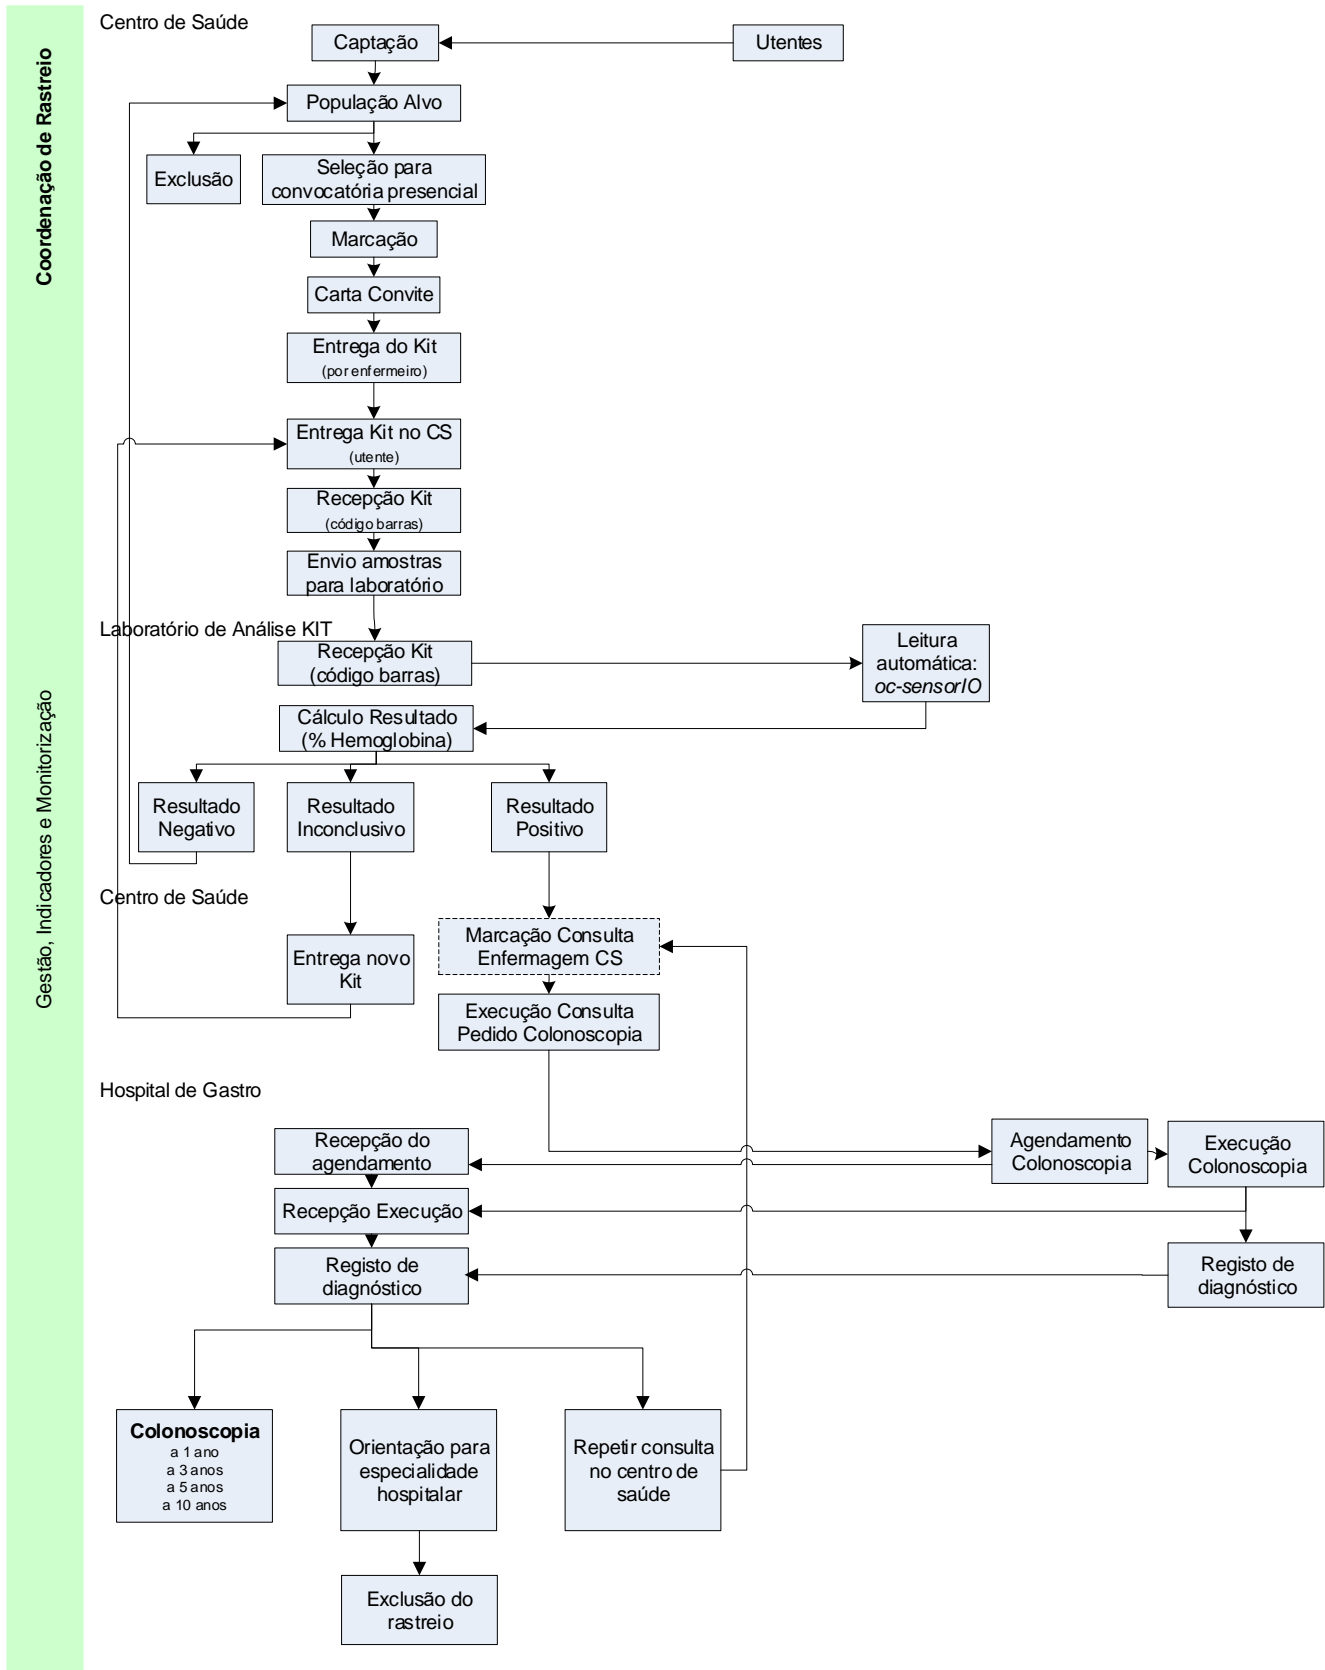 Coordenação de Rastreio
Gestão, Indicadores e Monitorização
Centro de Saúde
Captação
Utentes
População Alvo
Exclusão
Seleção para
convocatória presencial
Marcação
Carta Convite
Entrega do Kit
(por enfermeiro)
Entrega Kit no CS
(utente)
Recepção Kit
(código barras)
Envio amostras
para laboratório
Laboratório de Análise KIT
Recepção Kit
(código barras)
Leitura
automática:
oc-sensorIO
Cálculo Resultado
(% Hemoglobina)
Resultado
Negativo
Resultado
Inconclusivo
Resultado
Positivo
Centro de Saúde
Marcação Consulta
Enfermagem CS
Entrega novo
Kit
Execução Consulta
Pedido Colonoscopia
Hospital de Gastro
Recepção do
agendamento
Agendamento
Colonoscopia
Execução
Colonoscopia
Recepção Execução
Registo de
diagnóstico
Registo de
diagnóstico
Colonoscopia
a 1 ano
a 3 anos
a 5 anos
a 10 anos
Orientação para
especialidade
hospitalar
Repetir consulta
no centro de
saúde
Exclusão do
rastreio